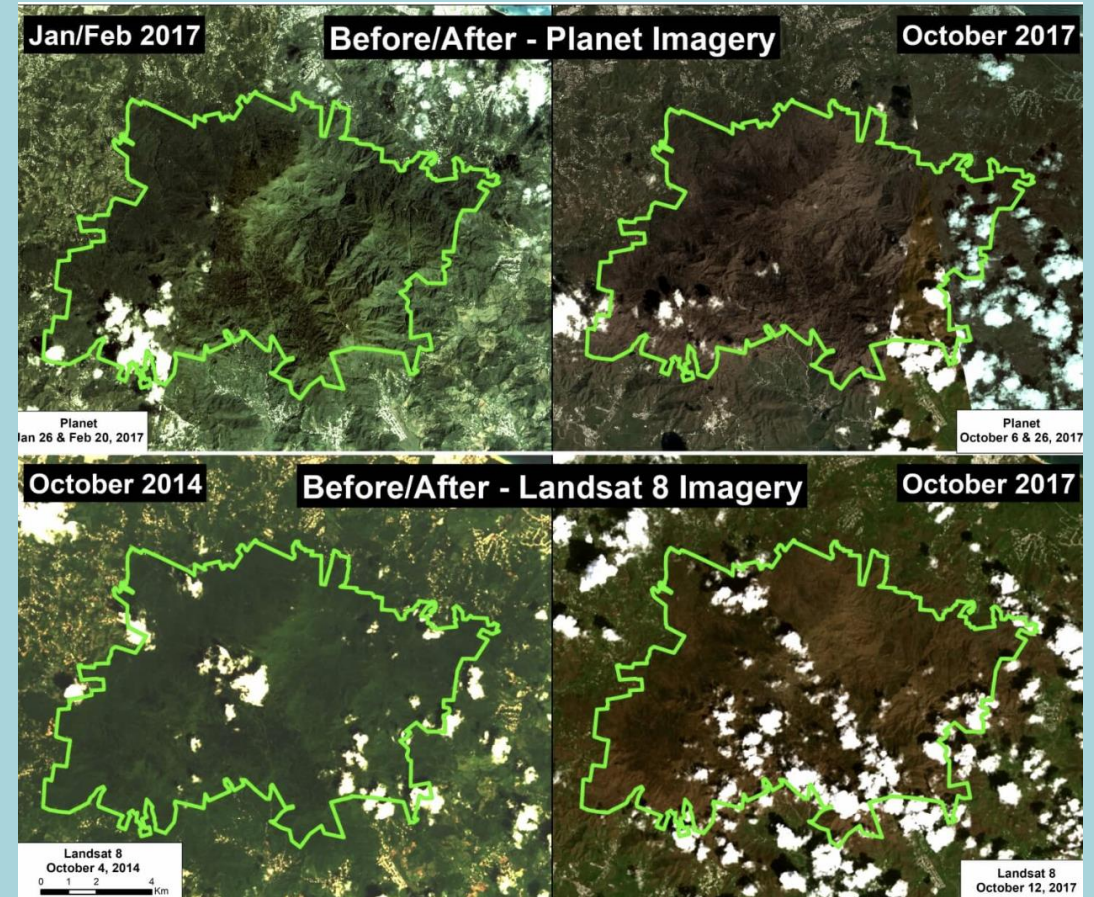 Jan/Feb 2017
Before/After - Planet Imagery
October 2017
Planet
Jan 26 & Feb 20, 2017
Planet
October 6 & 26, 2017
October 2014
Before/After - Landsat 8 Imagery
October 2017
Landsat 8
October 4, 2014
0 1 2 4
Km
Landsat 8
October 12, 2017